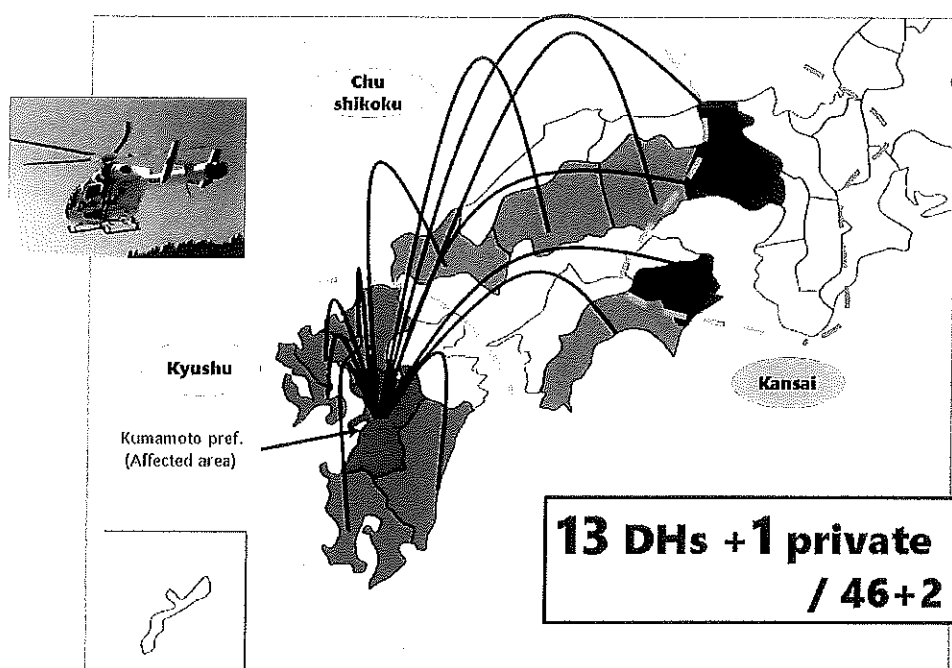 Chu
shikoku
Kyushu
Kansai
Kumamoto pref.
(Affected area)
13 DHs +1 private
/ 46+2